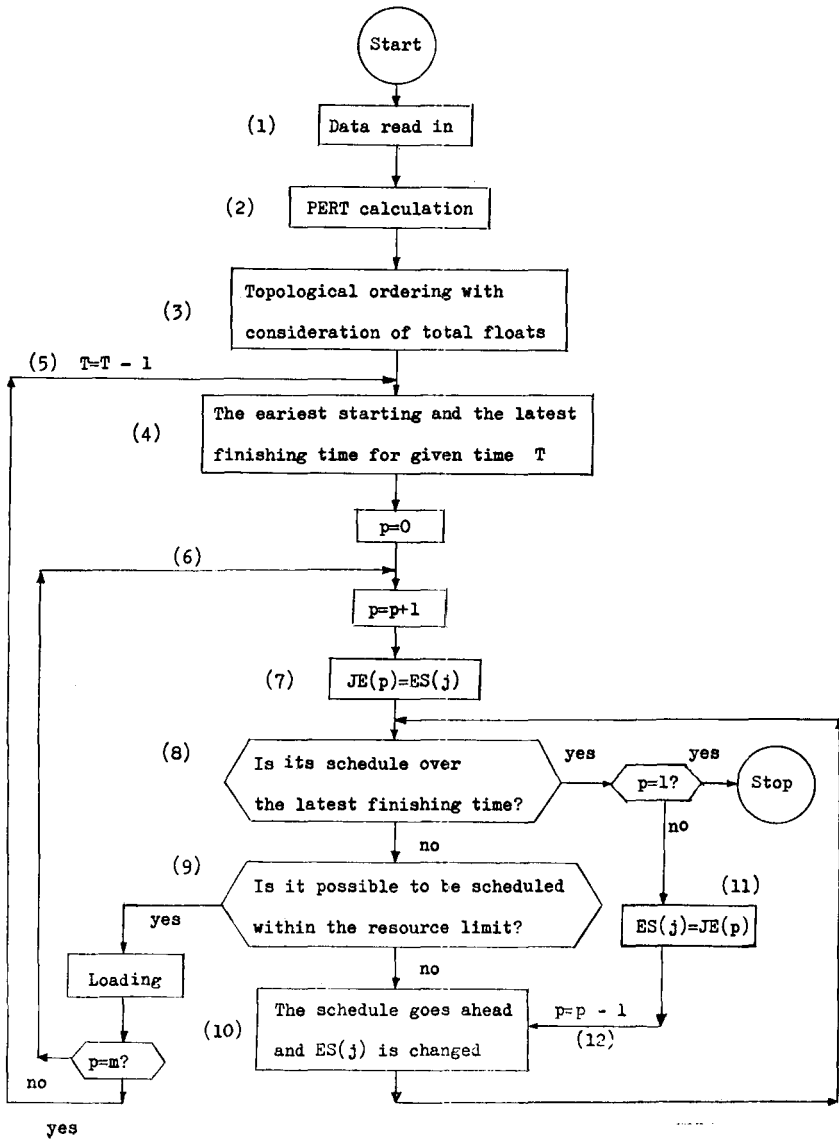 Start
(1)
Data read in
(2)
PERT calculation
(3)
Topological ordering with
consideration of total floats
(5) T=T - 1
(4)
The eariest starting and the latest
finishing time for given time T
p=0
(6)
p=p+1
(7)
JE(p)=ES(j)
(8)
Is its schedule over
the latest finishing time?
yes
p=1?
yes
Stop
no
no
(9)
Is it possible to be scheduled
within the resource limit?
yes
(11)
ES(j)=JE(p)
Loading
no
(10)
The schedule goes ahead
and ES(j) is changed
p=p - 1
(12)
p=m?
no
yes